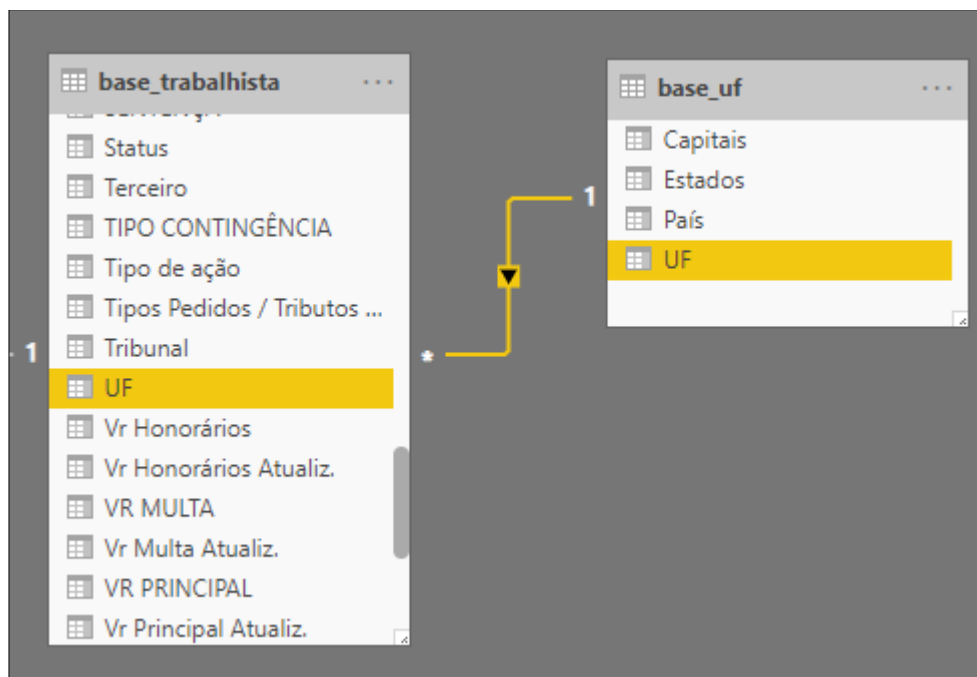 base_trabalhista ...
Status
Terceiro
TIPO CONTINGÊNCIA
Tipo de ação
Tipos Pedidos / Tributos ...
Tribunal
UF
Vr Honorários
Vr Honorários Atualiz.
VR MULTA
Vr Multa Atualiz.
VR PRINCIPAL
Vr Principal Atualiz.
1
*
1
base_uf ...
Capitais
Estados
País
UF